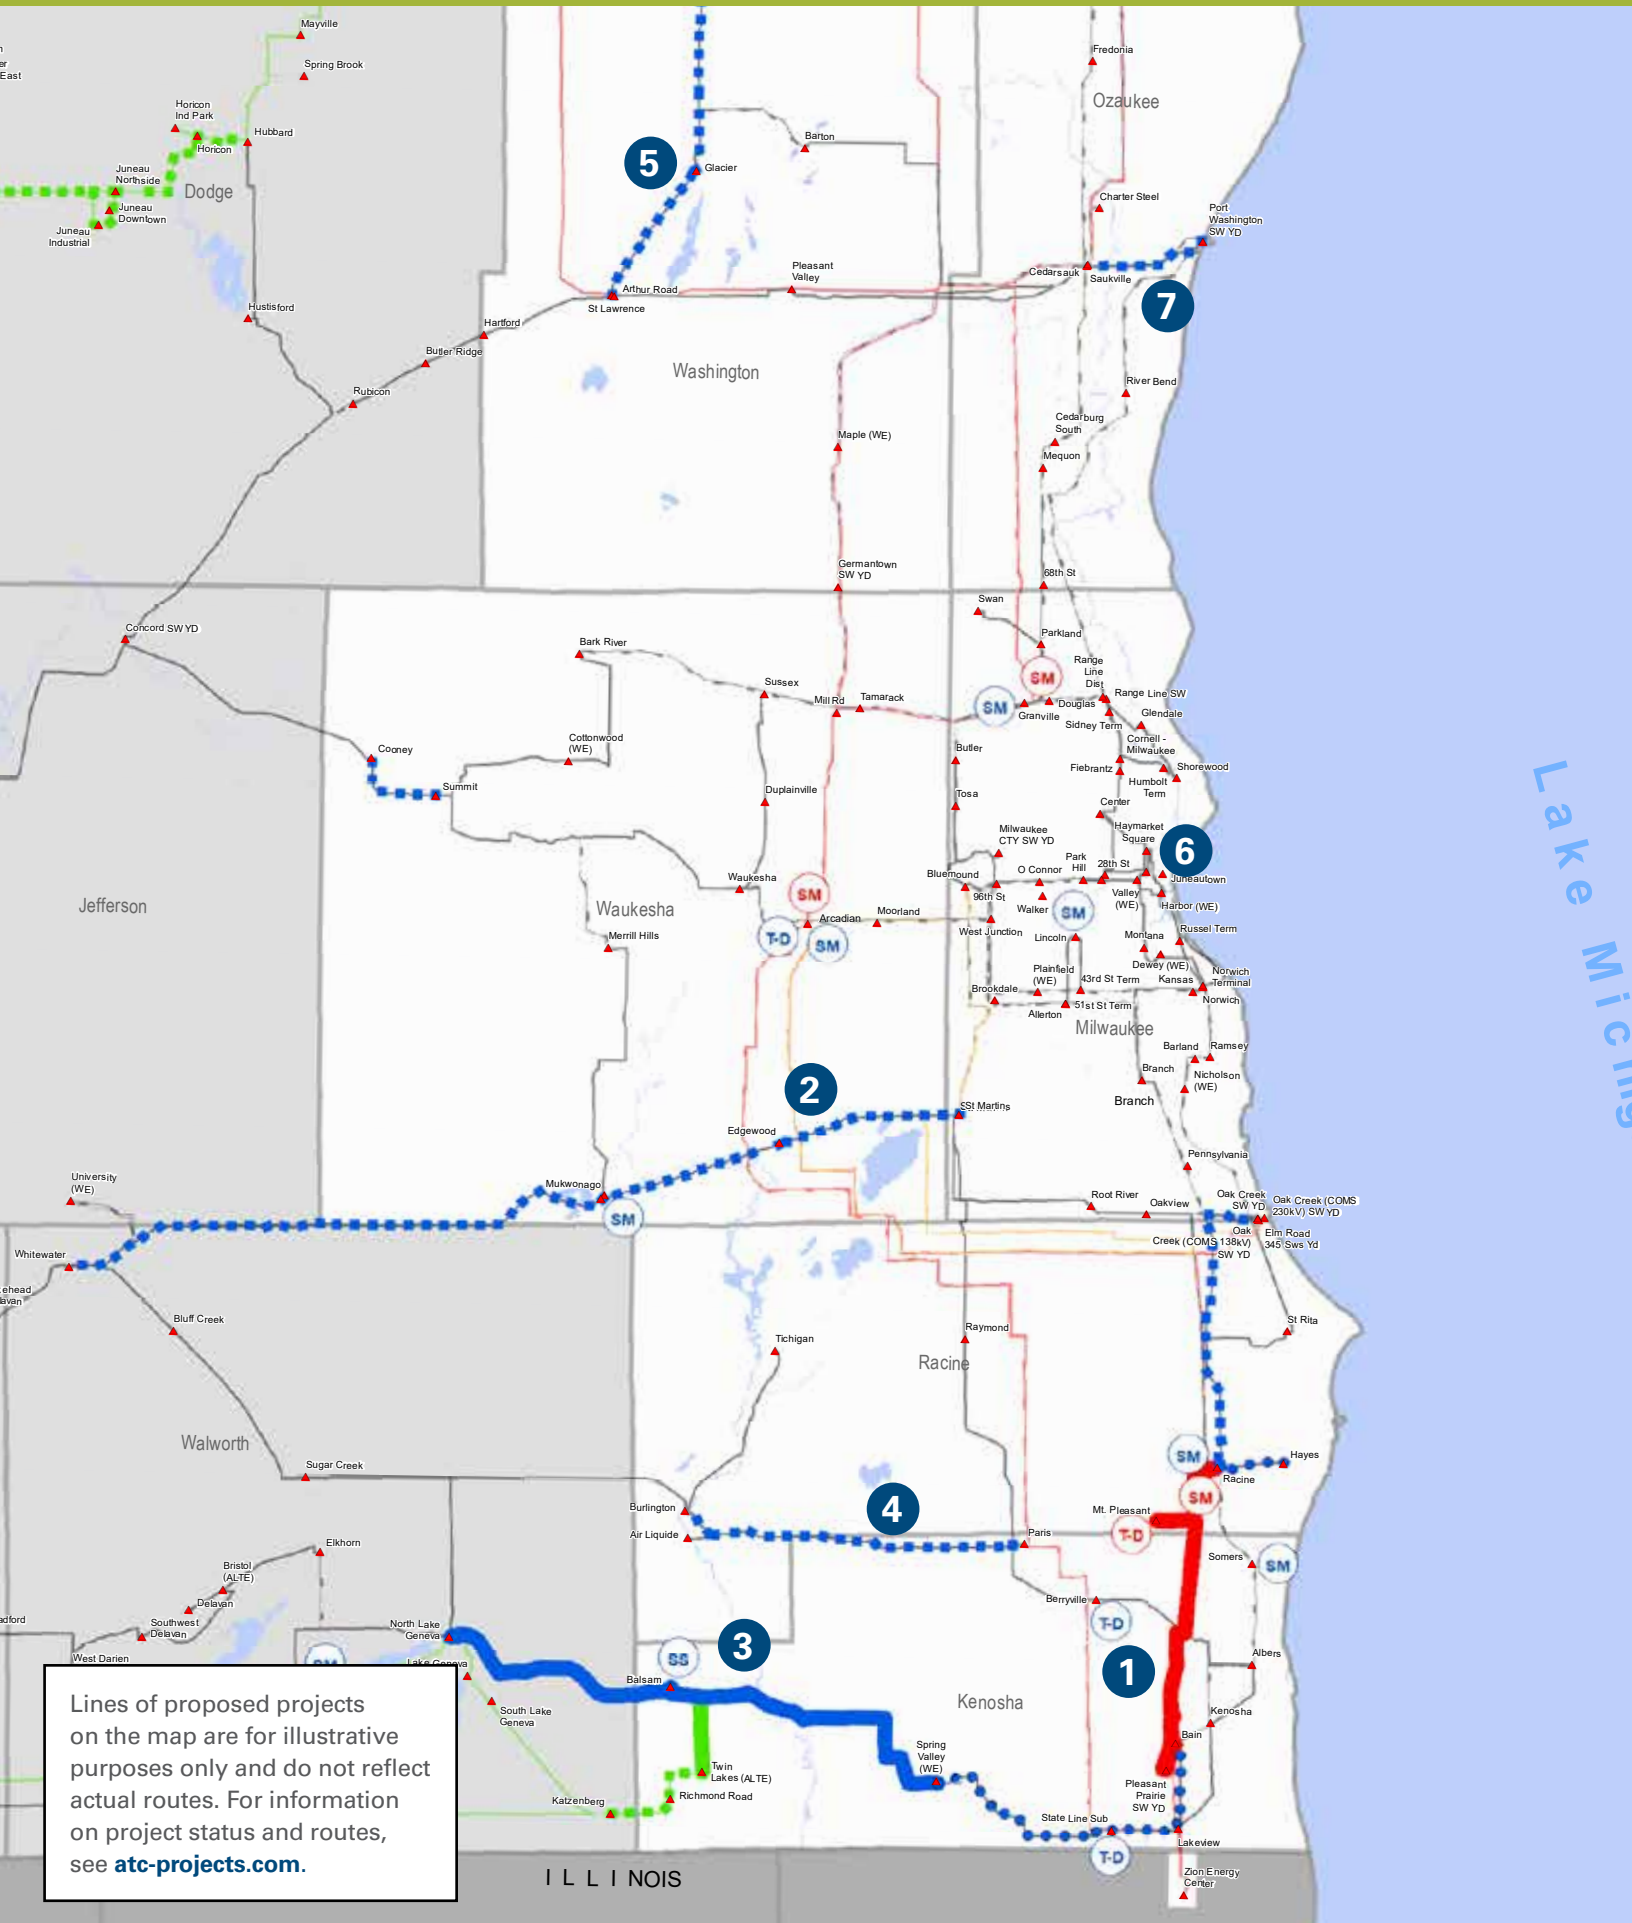 Mayville
Spring Brook
East
Horicon
Ind Park
Hubbard
Horicon
Juneau
Northside
Dodge
Juneau
Downtown
Juneau
Industrial
Hustisford
Hartford
Butler Ridge
Rubicon
Fredonia
Ozaukee
Barton
5
Glacier
Charter Steel
Port
Washington
SW YD
Pleasant
Valley
Cedarsauk
Saukville
Arthur Road
St Lawrence
7
Washington
River Bend
Cedarburg
South
Maple (WE)
Mequon
Germantown
SW YD
68th St
Swan
Concord SW YD
Parkland
Bark River
Range
Line
Dist
SM
Sussex
Range Line SW
Mill Rd
Tamarack
SM
Douglas
Granville
Glendale
Sidney Term
Cornell -
Milwaukee
Cooney
Cottonwood
(WE)
Butler
Fiebrantz
Shorewood
Humbolt
Term
Summit
Duplainville
Tosa
Center
Haymarket
Square
Milwaukee
CTY SW YD
6
Park
Hill
28th St
O Connor
Bluemound
Juneautown
Waukesha
SM
96th St
Valley
(WE)
Harbor (WE)
Walker
SM
Jefferson
Waukesha
Arcadian
Moorland
West Junction
Russel Term
T-D
SM
Lincoln
Montana
Merrill Hills
Dewey (WE)
Plainfield
(WE)
43rd St Term
Kansas
Norwich
Terminal
Brookdale
51st St Term
Norwich
Allerton
Milwaukee
Lake
Barland
Ramsey
Branch
Nicholson
(WE)
2
Branch
St Martins
Edgewood
Pennsylvania
University
(WE)
Mukwonago
Root River
Oakview
Oak Creek
SW YD
Oak Creek (COMS
230kV) SW YD
SM
Oak
Creek (COMS 138kV)
SW YD
Elm Road
345 Sws Yd
Whitewater
Bluff Creek
Raymond
St Rita
Tichigan
Racine
Walworth
Sugar Creek
SM
Hayes
Racine
SM
Burlington
4
Mt. Pleasant
Air Liquide
Paris
T-D
Elkhorn
Somers
SM
Bristol
(ALTE)
Delavan
Berryville
Southwest
Delavan
North Lake
Geneva
T-D
West Darien
SM
Lake Geneva
SS
3
1
Albers
Balsam
South Lake
Geneva
Kenosha
Kenosha
Bain
Spring
Valley
(WE)
Twin
Lakes (ALTE)
Pleasant
Prairie
SW YD
Richmond Road
Katzenberg
State Line Sub
Lakeview
T-D
Zion Energy
Center
ILLINOIS
Lines of proposed projects
on the map are for illustrative
purposes only and do not reflect
actual routes. For information
on project status and routes,
see atc-projects.com.